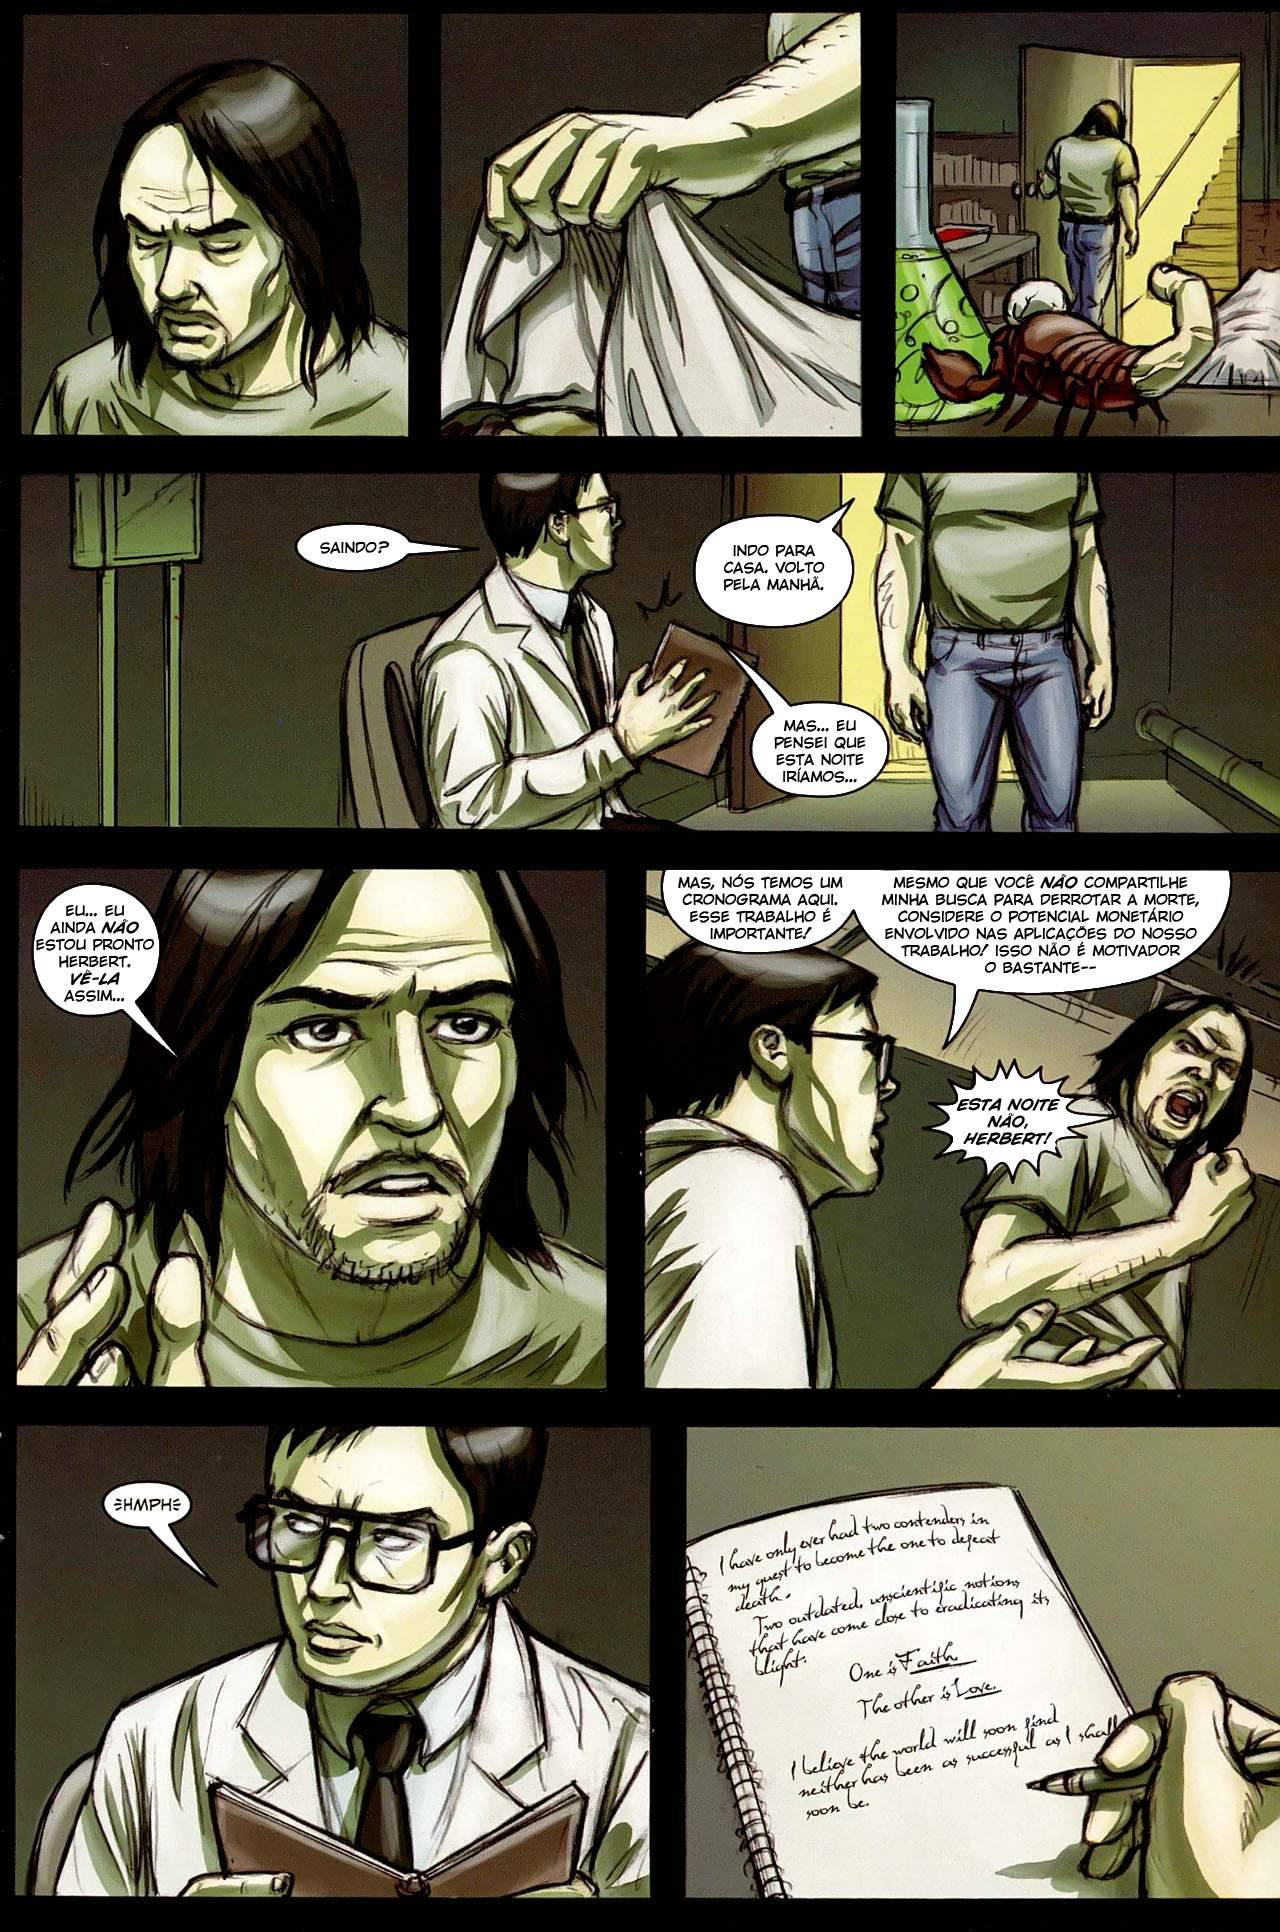 SAINDO?
INDO PARA
CASA. VOLTO
PELA MANHÃ.
MAS... EU
PENSEI QUE
ESTA NOITE
IRÍAMOS...
EU... EU
AINDA NÃO
ESTOU PRONTO
HERBERT.
VÊ-LA
ASSIM...
MAS, NÓS TEMOS UM
CRONOGRAMA AQUI.
ESSE TRABALHO É
IMPORTANTE!
MESMO QUE VOCÊ NÃO COMPARTILHE
MINHA BUSCA PARA DERROTAR A MORTE,
CONSIDERE O POTENCIAL MONETÁRIO
ENVOLVIDO NAS APLICAÇÕES DO NOSSO
TRABALHO! ISSO NÃO É MOTIVADOR
O BASTANTE--
ESTA NOITE
NÃO,
HERBERT!
HMPH
I have only ever had two contenders in
my quest to become the one to defeat
death.
Two outdated, unscientific notions
that have come close to eradicating its
blight:
One is Faith
The other is Love.
I believe the world will soon find
neither has been as successful as I shall
soon be.